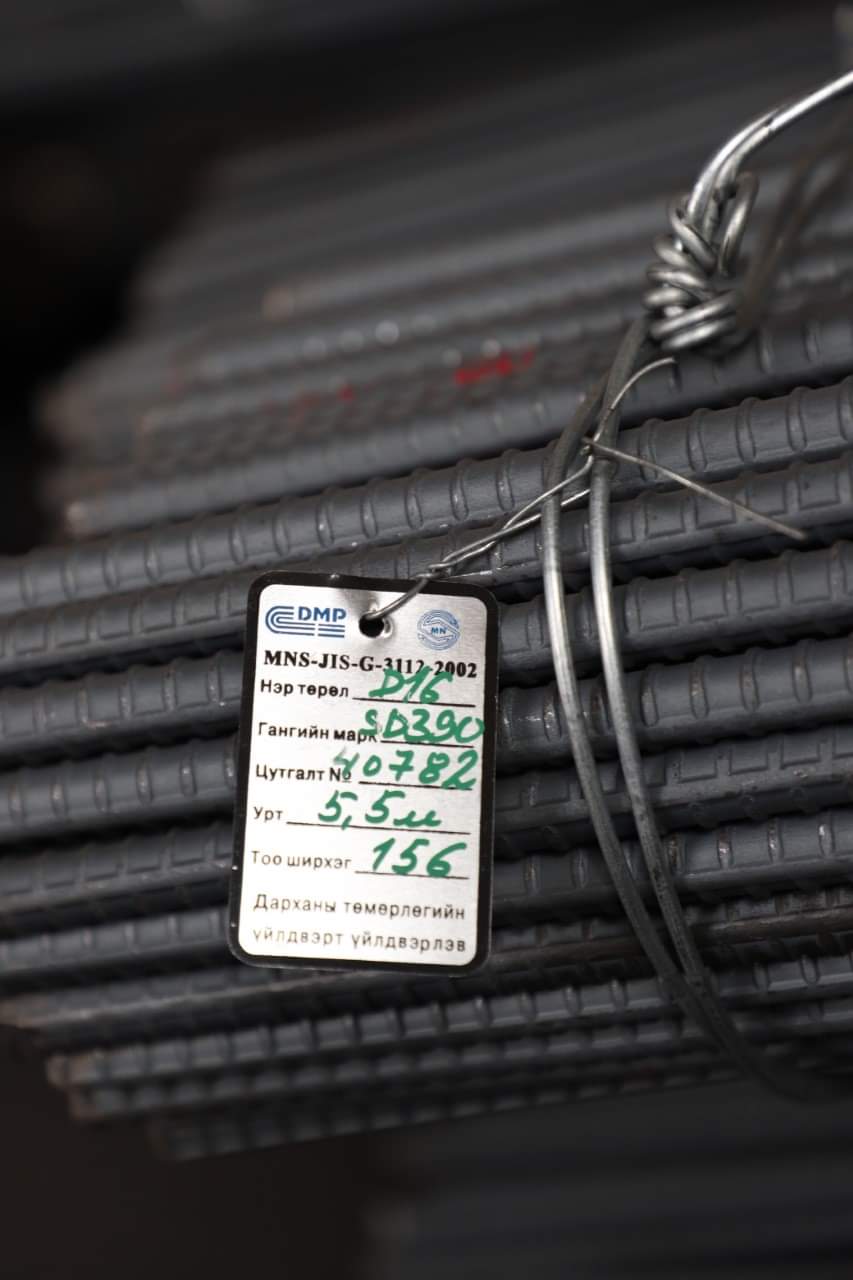 DMP
MN
MNS-JIS-G-3112-2002
Нэр төрөл D16
Гангийн марк SD390
Цутгалт № 40782
Урт 5,5м
Тоо ширхэг 156
Дарханы төмөрлөгийн
үйлдвэрт үйлдвэрлэв